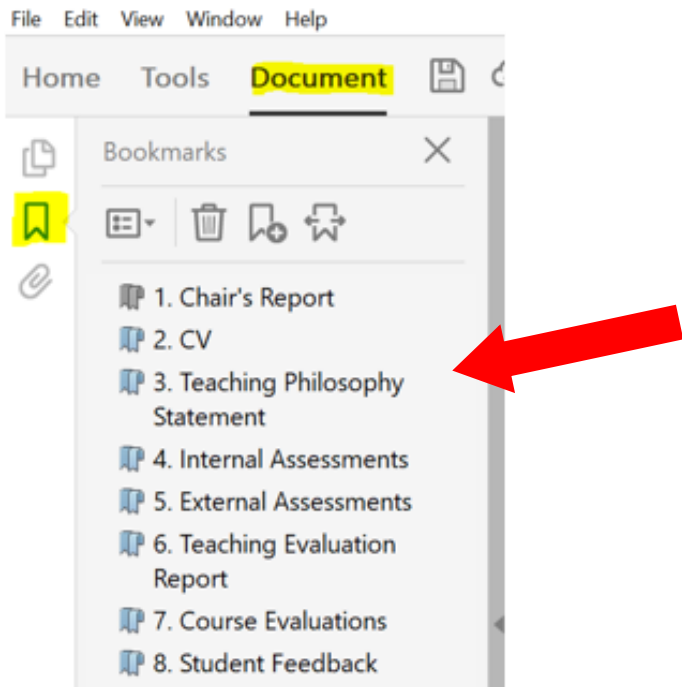 File Edit View Window Help
Home Tools Document
Bookmarks
1. Chair's Report
2. CV
3. Teaching Philosophy
Statement
4. Internal Assessments
5. External Assessments
6. Teaching Evaluation
Report
7. Course Evaluations
8. Student Feedback